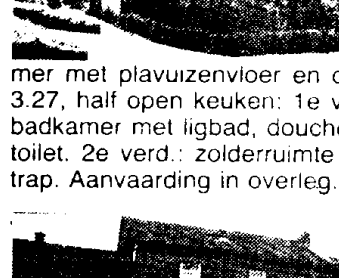 mer met plavuizenvloer en
3.27, half open keuken: 1e
badkamer met ligbad, douche
toilet. 2e verd.: zolderruimte
trap. Aanvaarding in overleg.